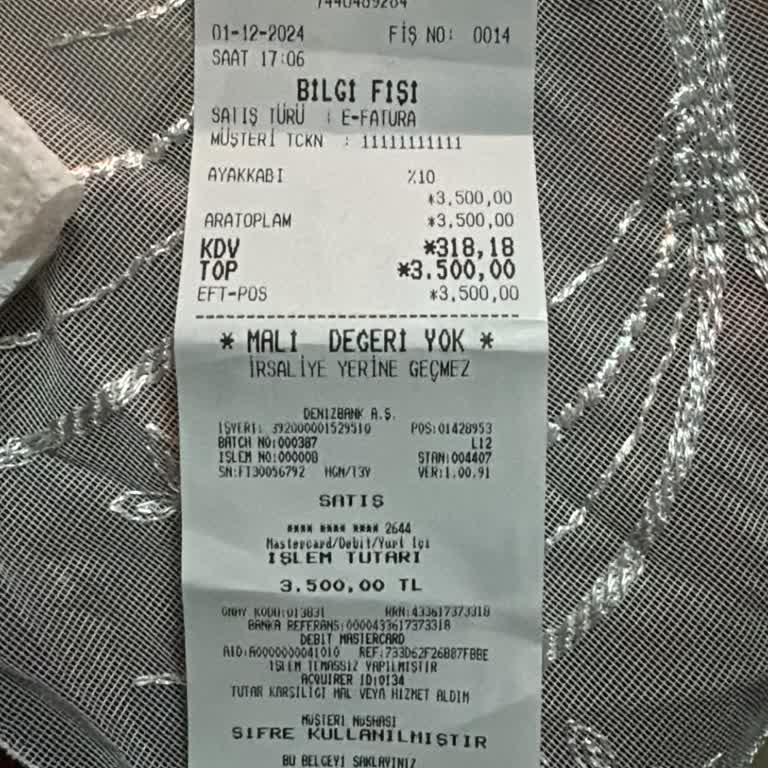 7440489284
01-12-2024 FİŞ NO: 0014
SAAT 17:06
BİLGİ FİŞİ
SATIŞ TÜRÜ : E-FATURA
MÜŞTERİ TCKN : 11111111111
AYAKKABI %10
*3.500,00
ARATOPLAM *3.500,00
KDV *318,18
TOP *3.500,00
EFT-POS *3.500,00
* MALİ DEĞERİ YOK *
İRSALİYE YERİNE GEÇMEZ
DENIZBANK A.Ş.
İŞYERİ: 392000001529510 POS:01428953
BATCH NO:000387 L12
İŞLEM NO:000008 STAN:004407
SN:FT30056792 HGN/T3Y VER:1.00.91
SATIŞ
**** **** **** 2644
Mastercard/Debit/Yurt İçi
İŞLEM TUTARI
3.500,00 TL
ONAY KODU:013831 RRN:433617373318
BANKA REFERANS:0000433617373318
DEBIT MASTERCARD
AID:A0000000041010 REF:733D62F26B87FBBE
İŞLEM TEMASSIZ YAPILMIŞTIR
ACQUIRER ID:0134
TUTAR KARŞILIĞI MAL VEYA HİZMET ALDIM
MÜŞTERİ NÜSHASI
ŞİFRE KULLANILMIŞTIR
BU BELGEYİ SAKLAYINIZ